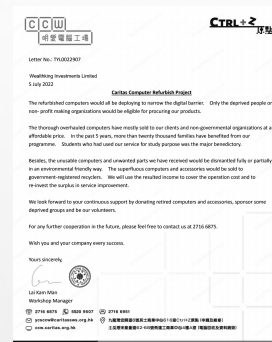 CCW
明愛電腦工場
CTRL+Z
Letter No.: TYL0022907
Wealthking Investments Limited
5 July 2022
Caritas Computer Refurbish Project
The refurbished computers would all be deploying to narrow the digital barrier. Only the deprived people or
non- profit making organizations would be eligible for procuring our products.
The thorough overhauled computers have mostly sold to our clients and non-governmental organizations at a
affordable price. In the past 5 years, more than twenty thousand families have benefited from our
programme. Students who had used our service for study purpose was the major benedictory.
Besides, the unusable computers and unwanted parts we have received would be dismantled fully or partially
in an environmental friendly way. The superfluous computers and accessories would be sold to
government-registered recyclers. We will use the resulted income to cover the operation cost and to
re-invest the surplus in service improvement.
We look forward to your continuous support by donating retired computers and accessories, sponsor some
deprived groups and be our volunteers.
For any further cooperation in the future, please feel free to contact us at 2716 6875.
Wish you and your company every success.
Yours sincerely,
Lai Kam Man
Workshop Manager
2716 6875 5820 8507 2716 6951
ccw.caritas.org.hk